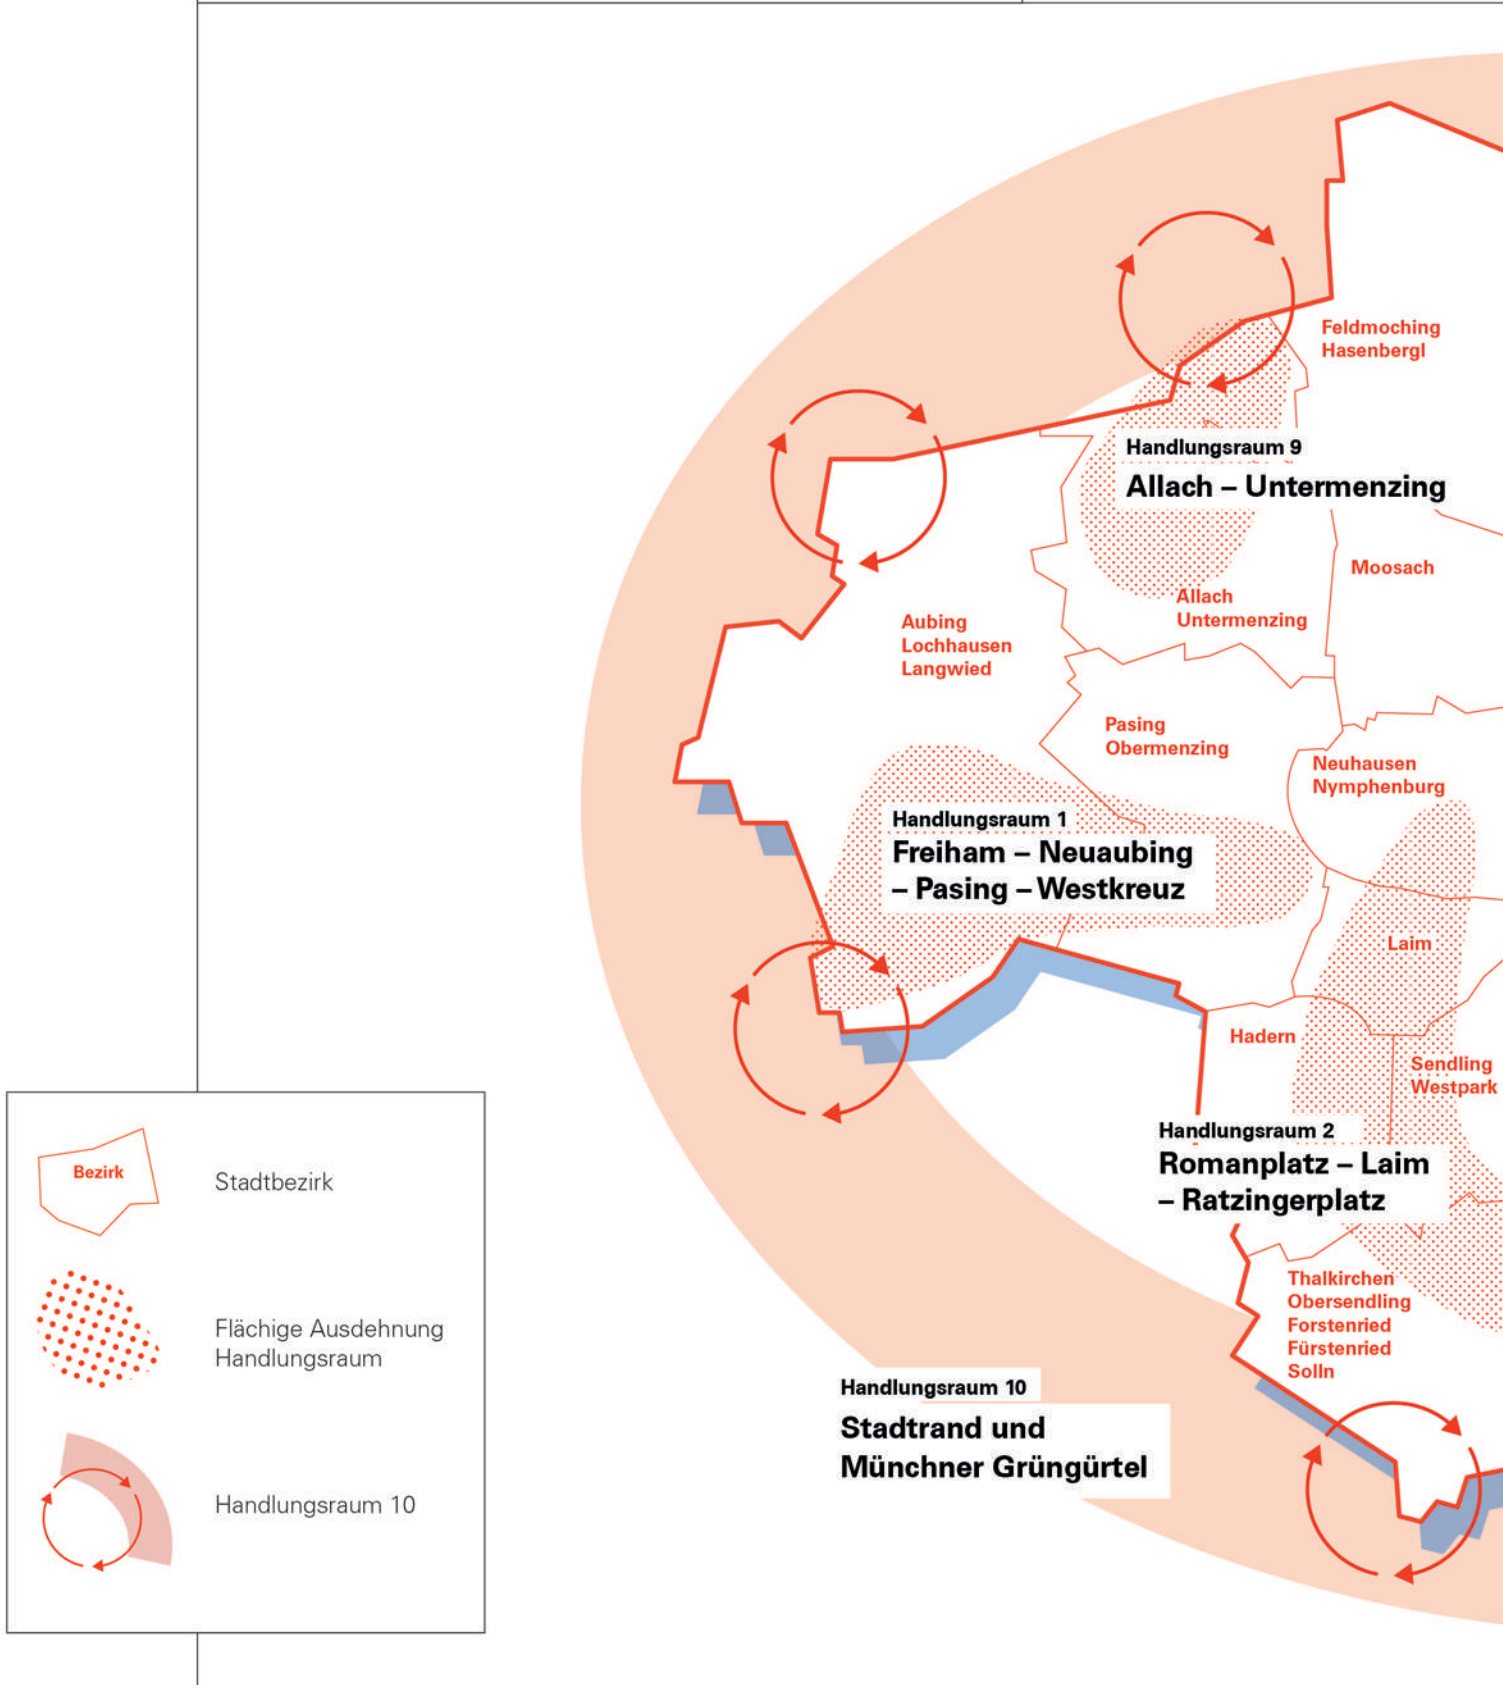 Feldmoching
Hasenbergl
Handlungsraum 9
Allach – Untermenzing
Moosach
Allach
Untermenzing
Aubing
Lochhausen
Langwied
Pasing
Obermenzing
Neuhausen
Nymphenburg
Handlungsraum 1
Freiham – Neuaubing
– Pasing – Westkreuz
Laim
Hadern
Sendling
Westpark
Handlungsraum 2
Romanplatz – Laim
– Ratzingerplatz
Thalkirchen
Obersendling
Forstenried
Fürstenried
Solln
Handlungsraum 10
Stadtrand und
Münchner Grüngürtel
Bezirk
Stadtbezirk
Flächige Ausdehnung
Handlungsraum
Handlungsraum 10